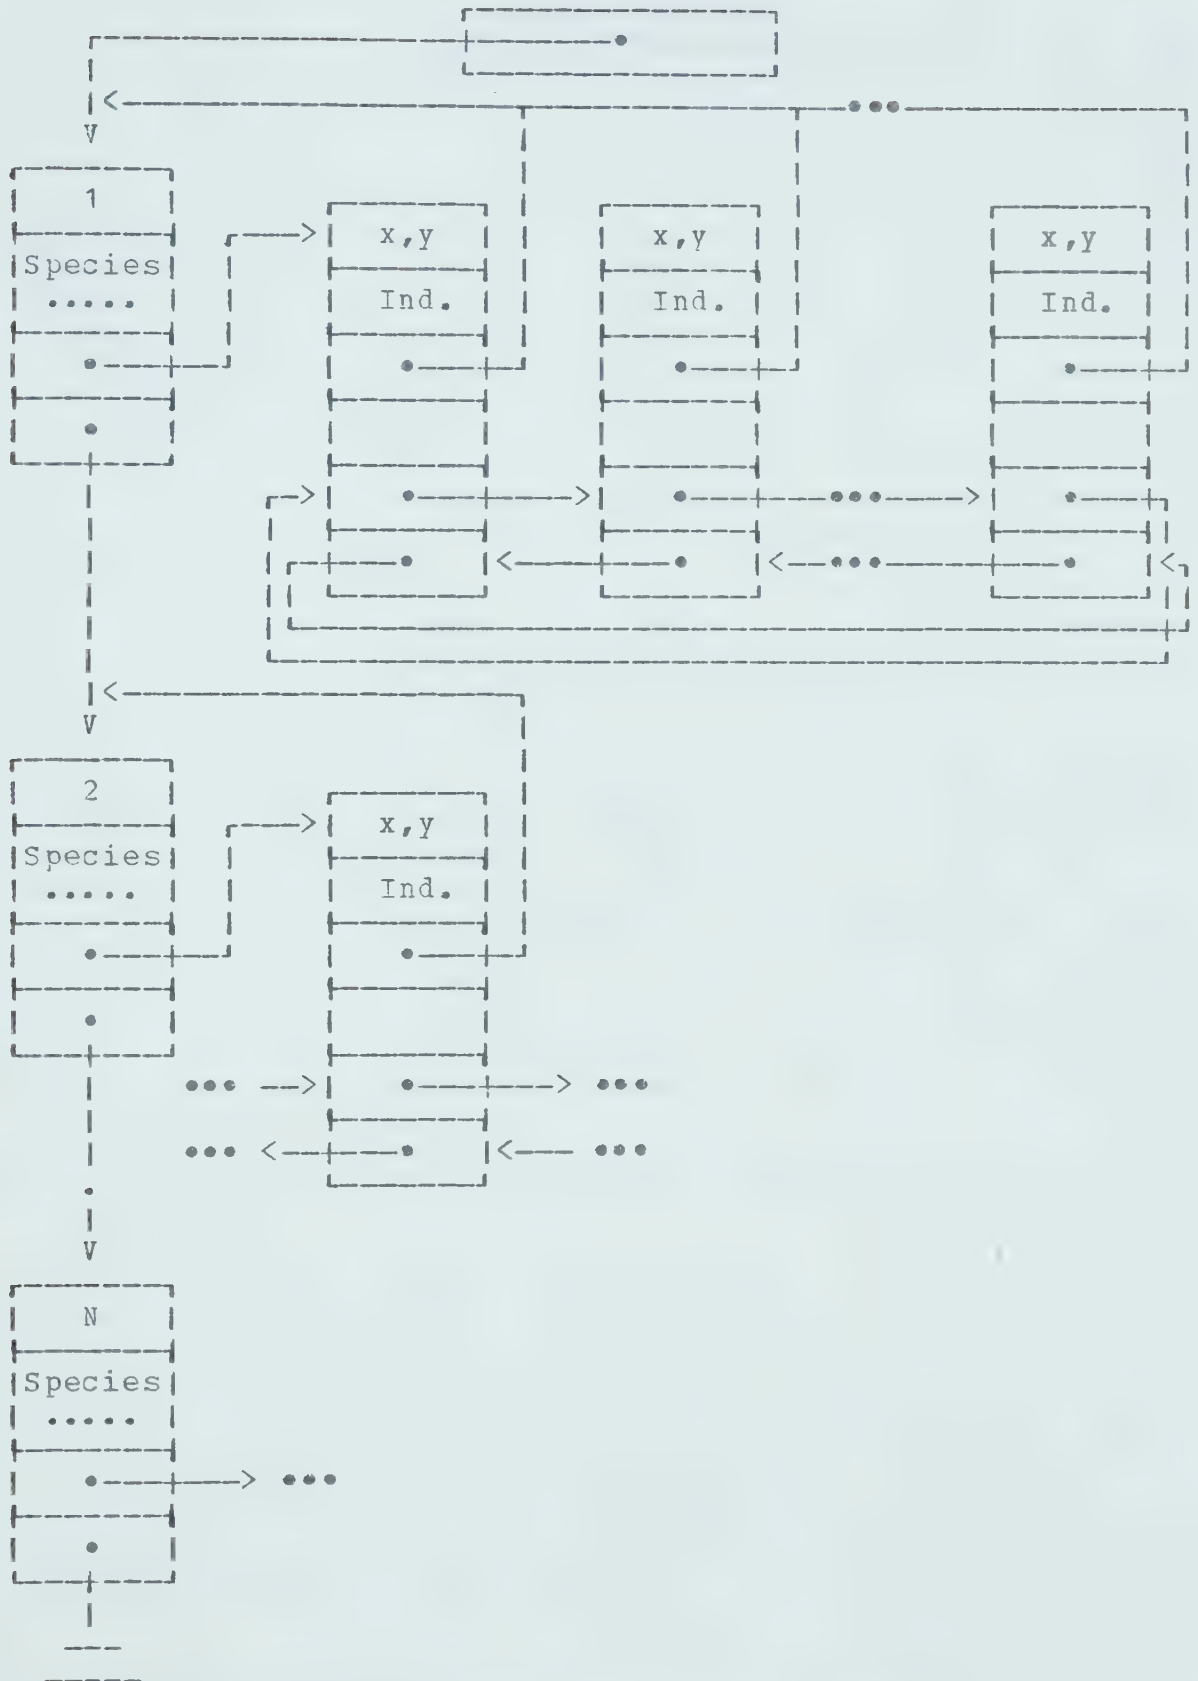 1
x,y x,y x,y
Species
Ind. Ind. Ind.
2
x,y
Species
Ind.
N
Species